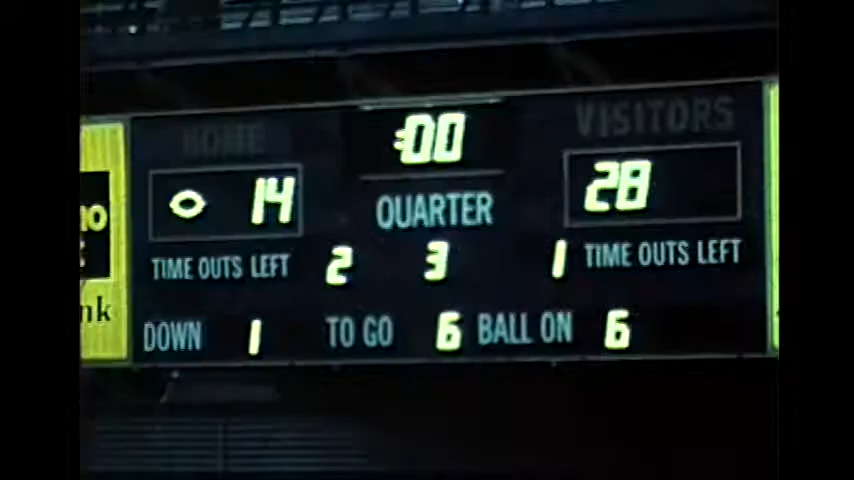 HOME :00 VISITORS
14 28
QUARTER
TIME OUTS LEFT 2 3 1 TIME OUTS LEFT
DOWN 1 TO GO 6 BALL ON 6